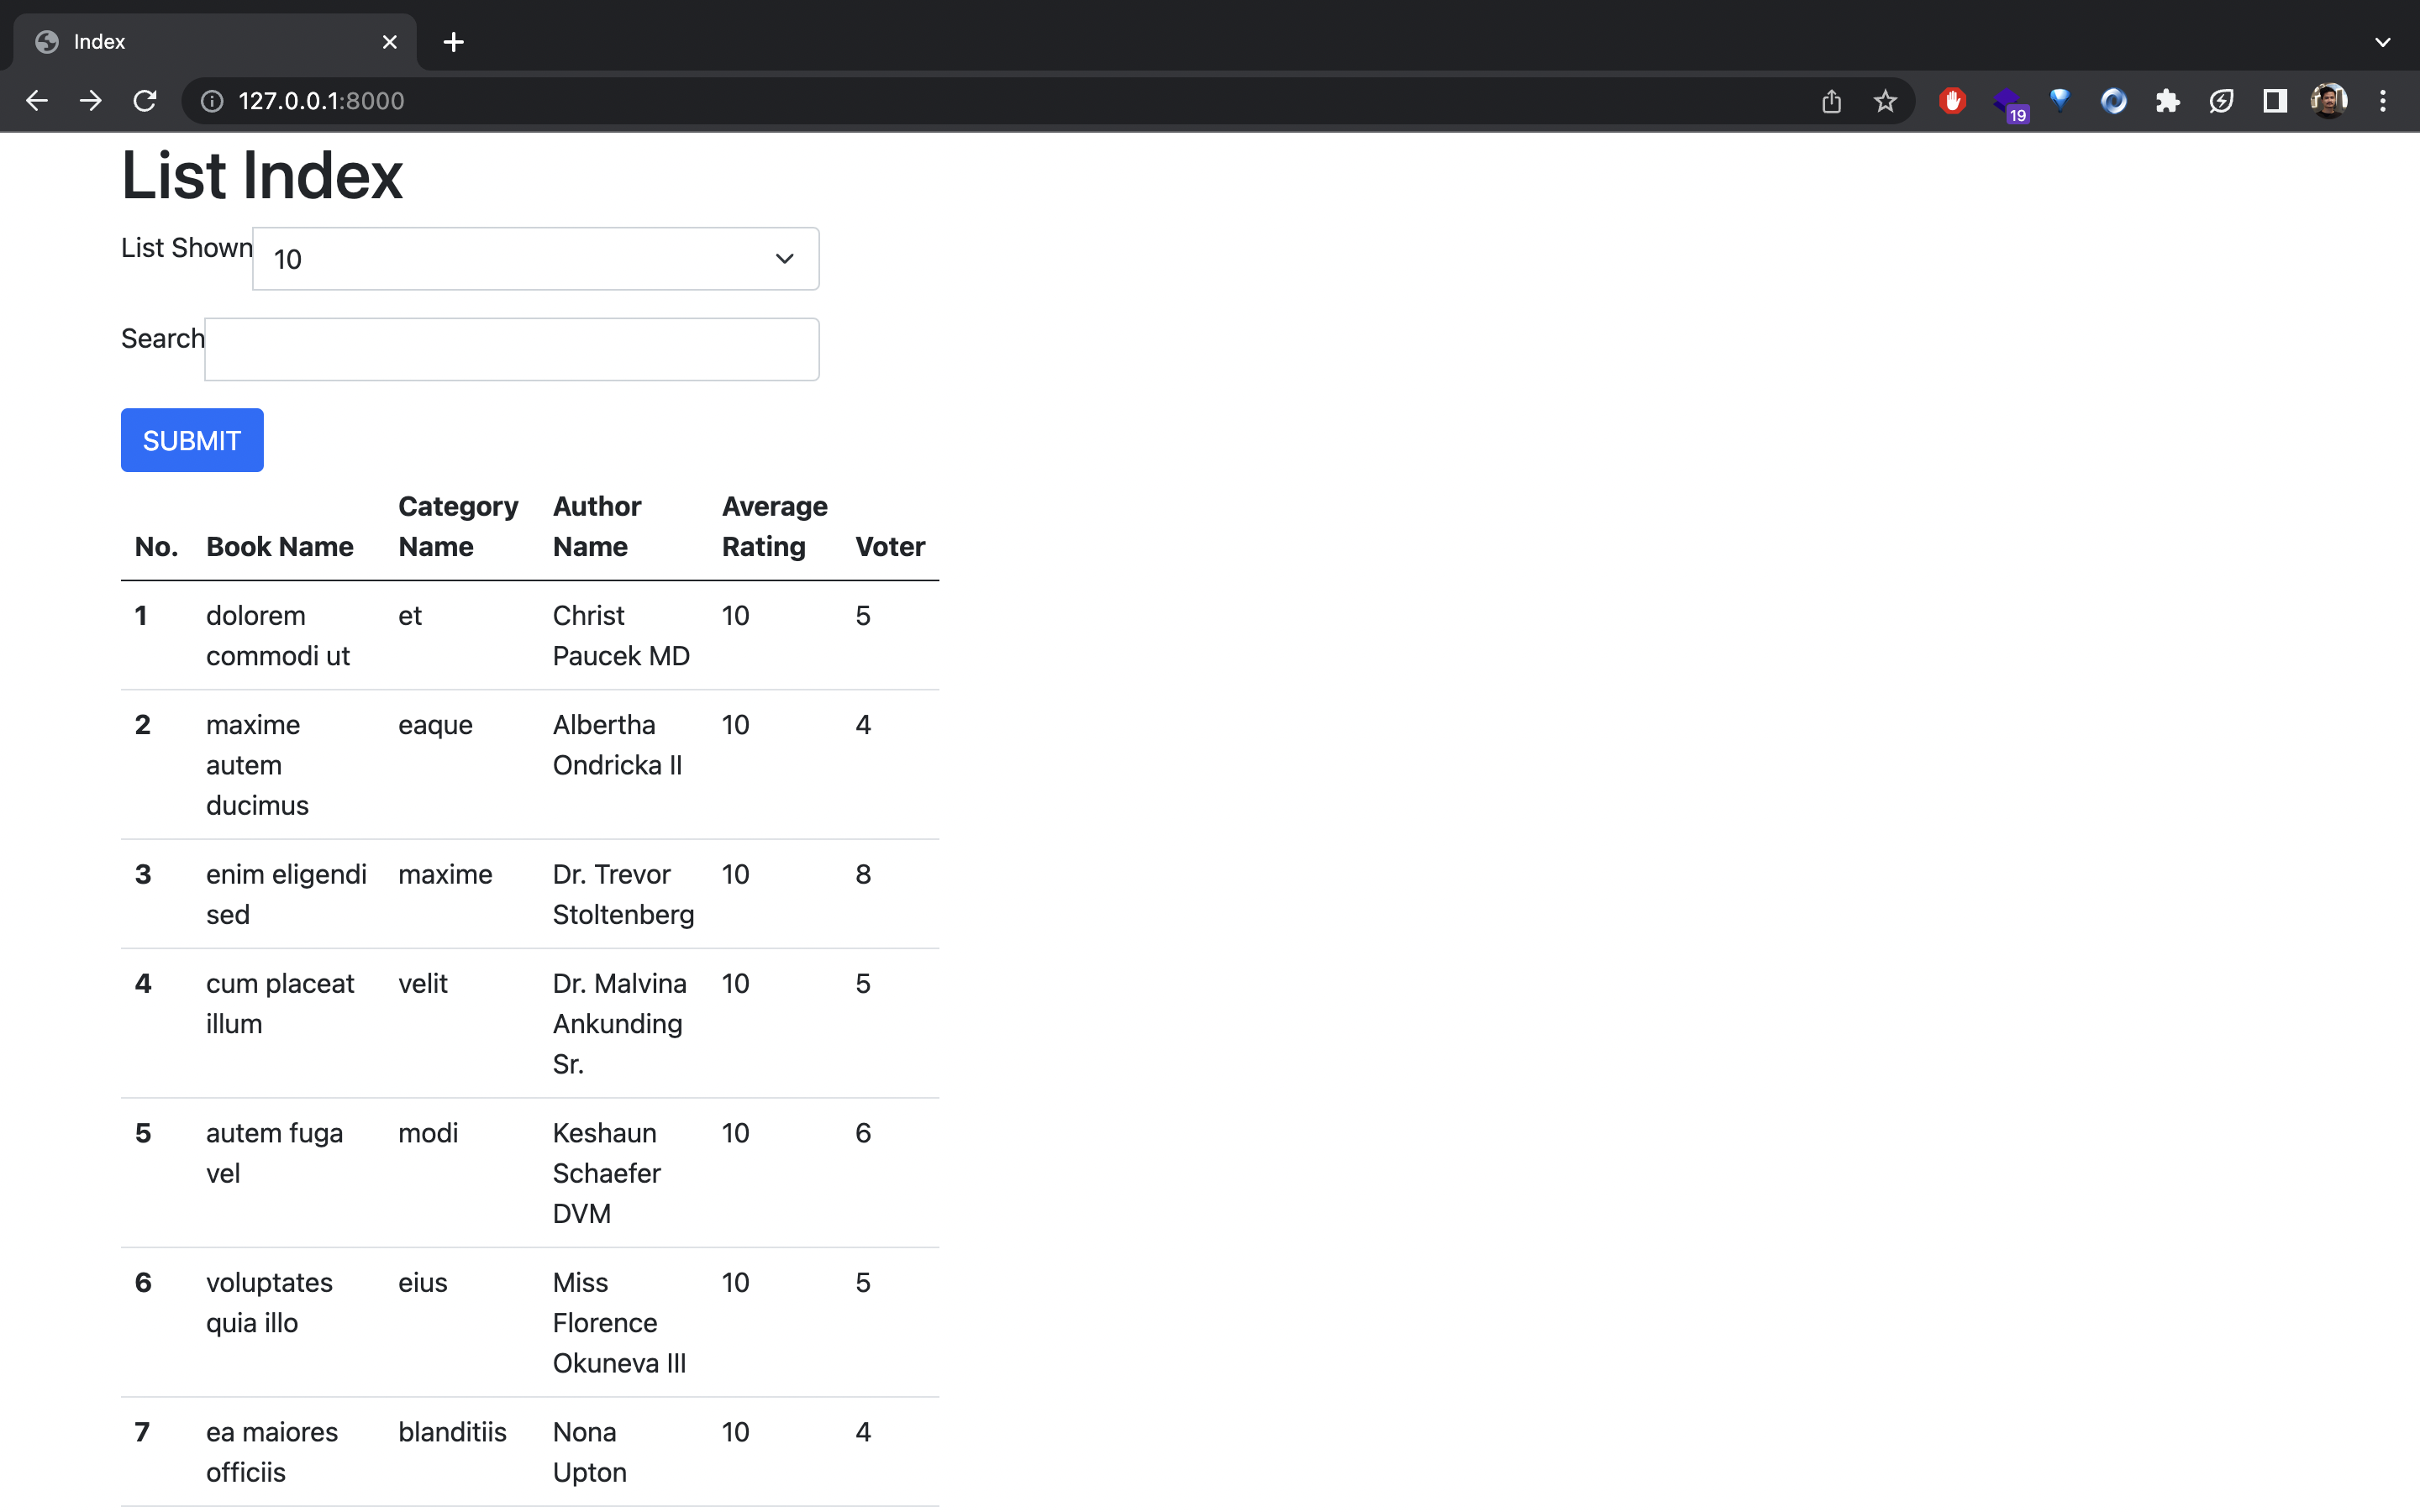 Index
127.0.0.1:8000
19
List Index
List Shown 10
Search
SUBMIT
No. Book Name Category Name Author Name Average Rating Voter
1 dolorem commodi ut et Christ Paucek MD 10 5
2 maxime autem ducimus eaque Albertha Ondricka II 10 4
3 enim eligendi sed maxime Dr. Trevor Stoltenberg 10 8
4 cum placeat illum velit Dr. Malvina Ankunding Sr. 10 5
5 autem fuga vel modi Keshaun Schaefer DVM 10 6
6 voluptates quia illo eius Miss Florence Okuneva III 10 5
7 ea maiores officiis blanditiis Nona Upton 10 4